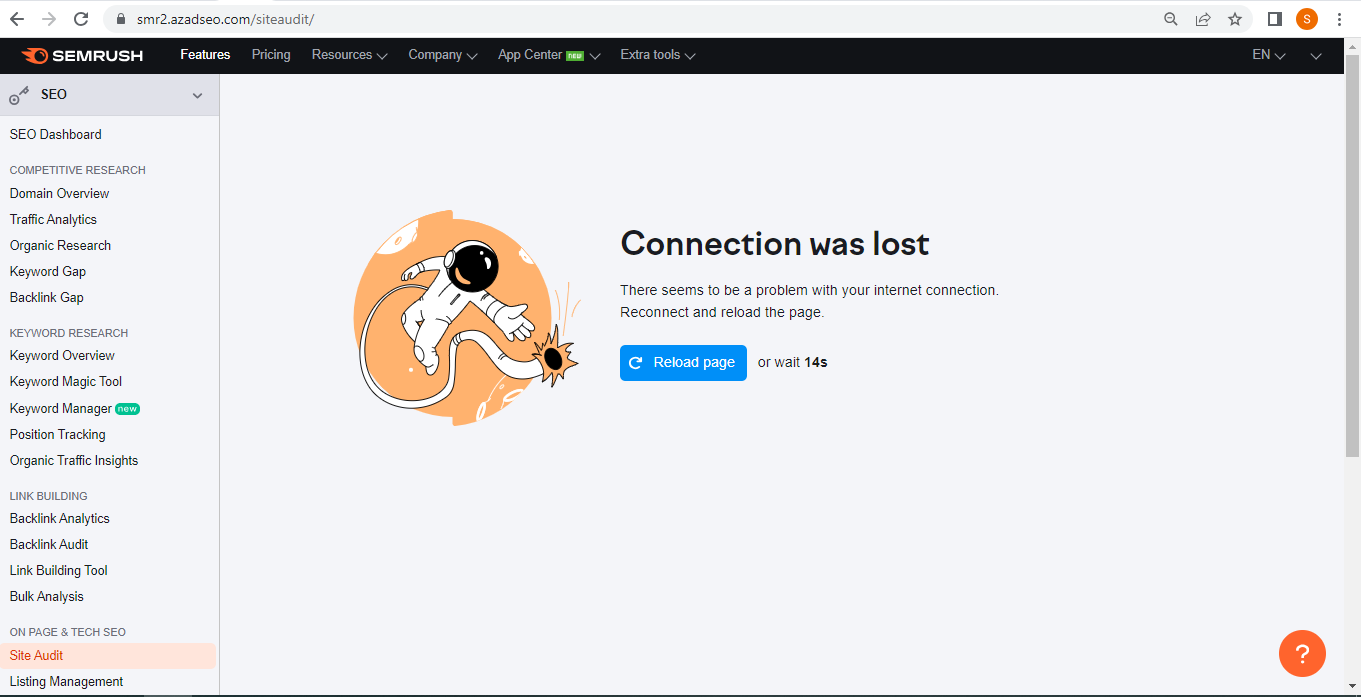 smr2.azadseo.com/siteaudit/
S
SEMRUSH Features Pricing Resources Company App Center new Extra tools EN
SEO
SEO Dashboard
COMPETITIVE RESEARCH
Domain Overview
Traffic Analytics
Organic Research
Keyword Gap
Backlink Gap
KEYWORD RESEARCH
Keyword Overview
Keyword Magic Tool
Keyword Manager new
Position Tracking
Organic Traffic Insights
LINK BUILDING
Backlink Analytics
Backlink Audit
Link Building Tool
Bulk Analysis
ON PAGE & TECH SEO
Site Audit
Listing Management
Connection was lost
There seems to be a problem with your internet connection.
Reconnect and reload the page.
Reload page or wait 14s
?